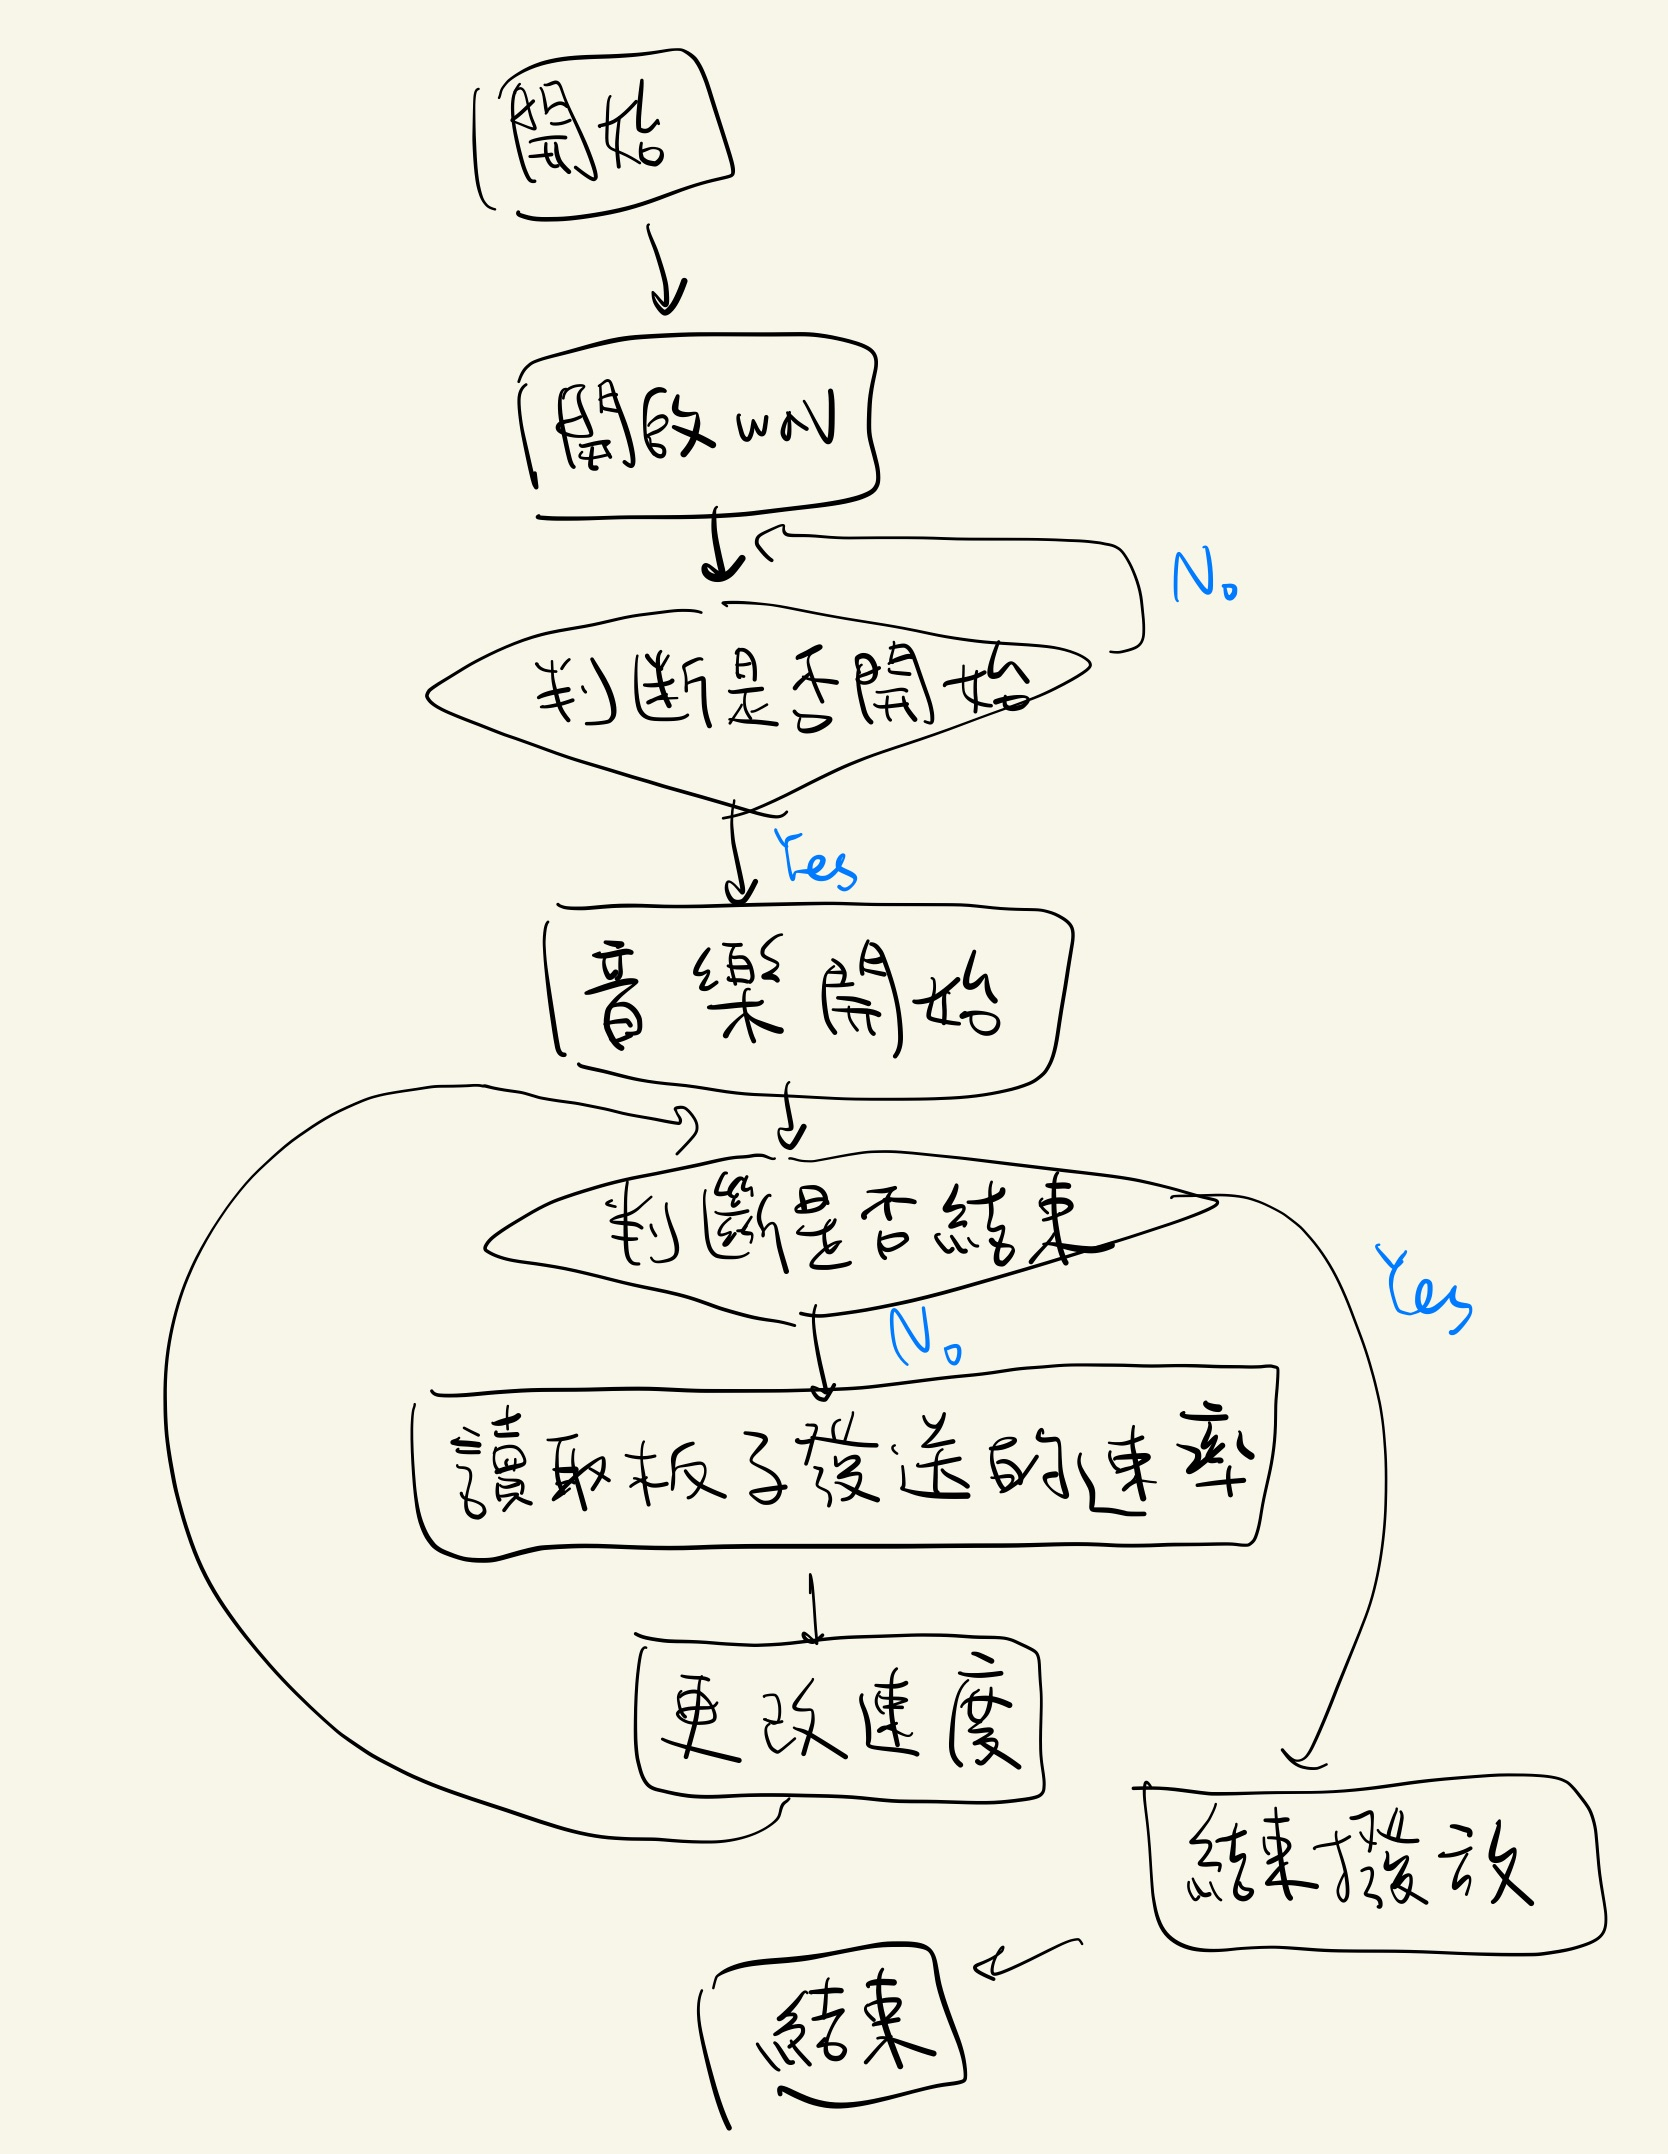 開始
開啟 wav
No
判斷是否開始
Yes
音樂開始
判斷是否結束
Yes
No
讀取板子發送的速率
更改速度
結束撥放
結束